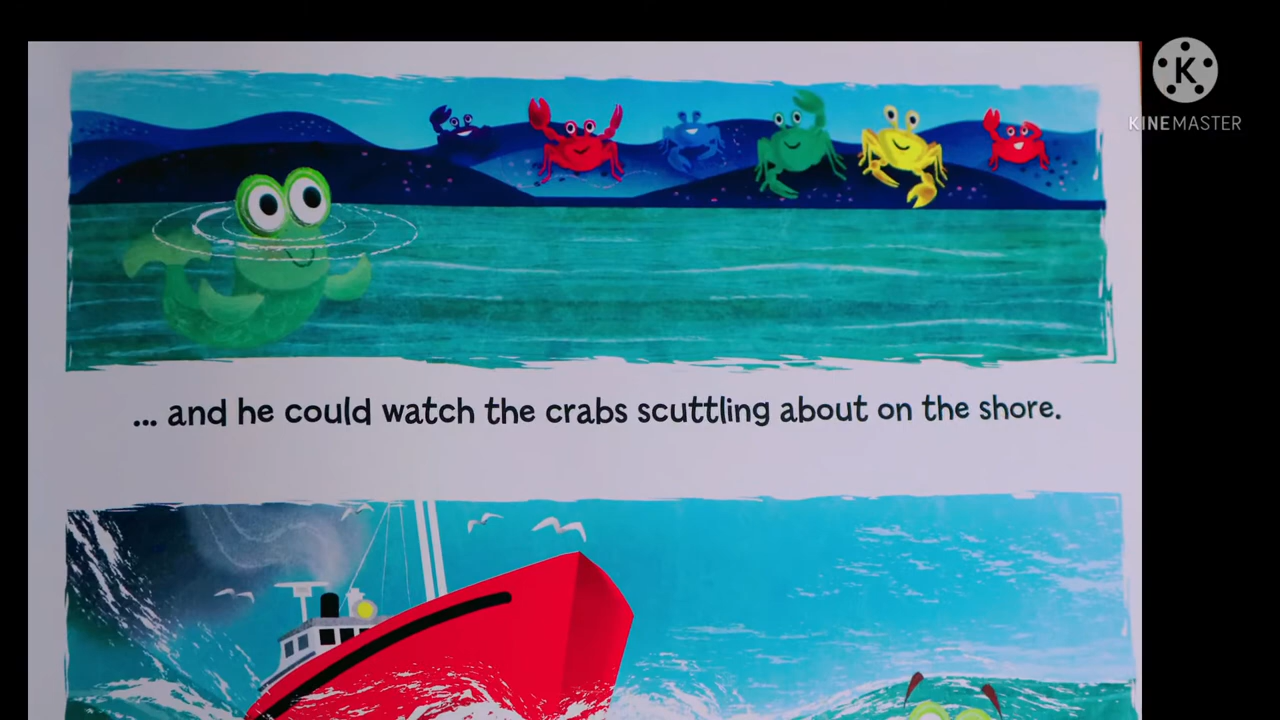 K
KINEMASTER
... and he could watch the crabs scuttling about on the shore.